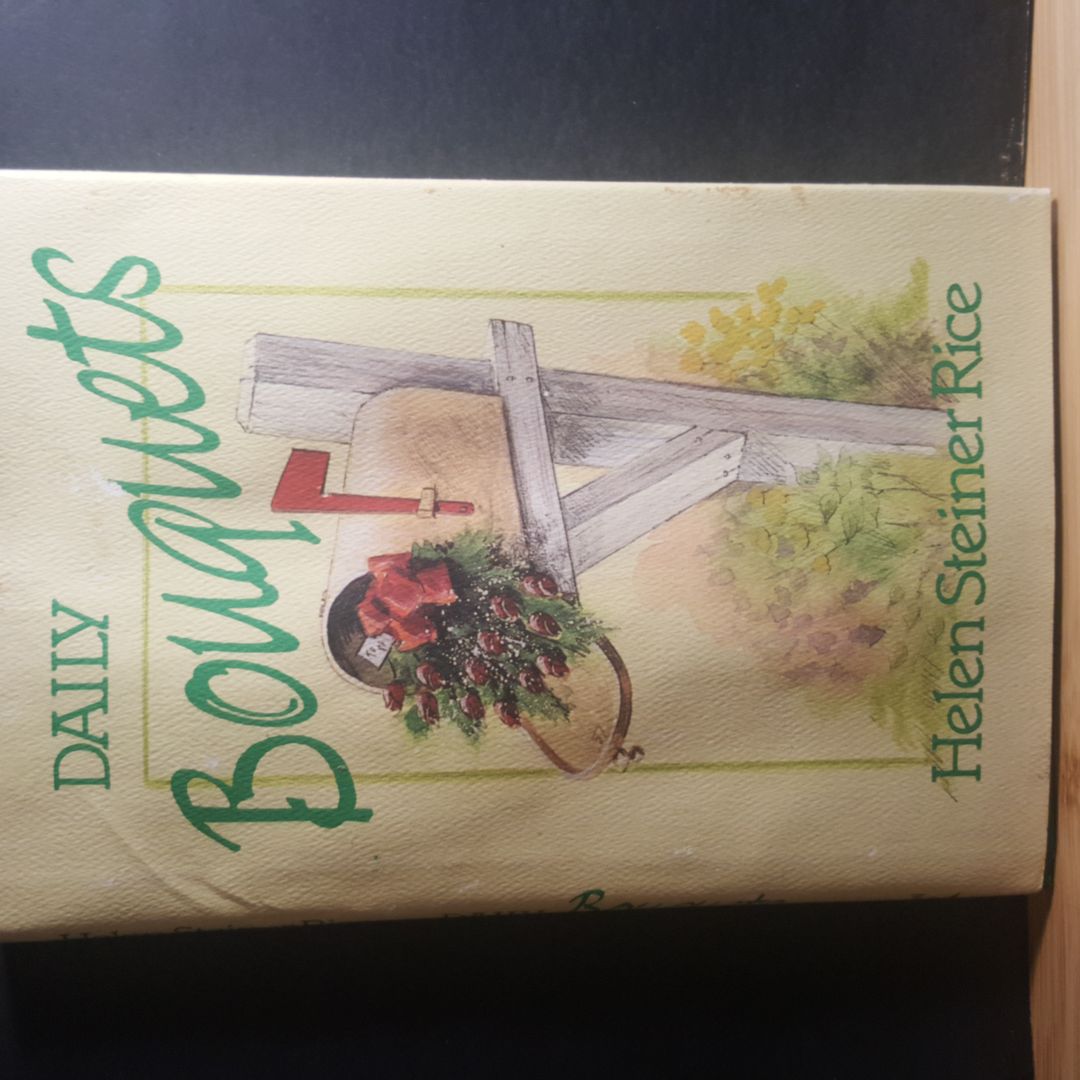 DAILY
Bouquets
Helen Steiner Rice